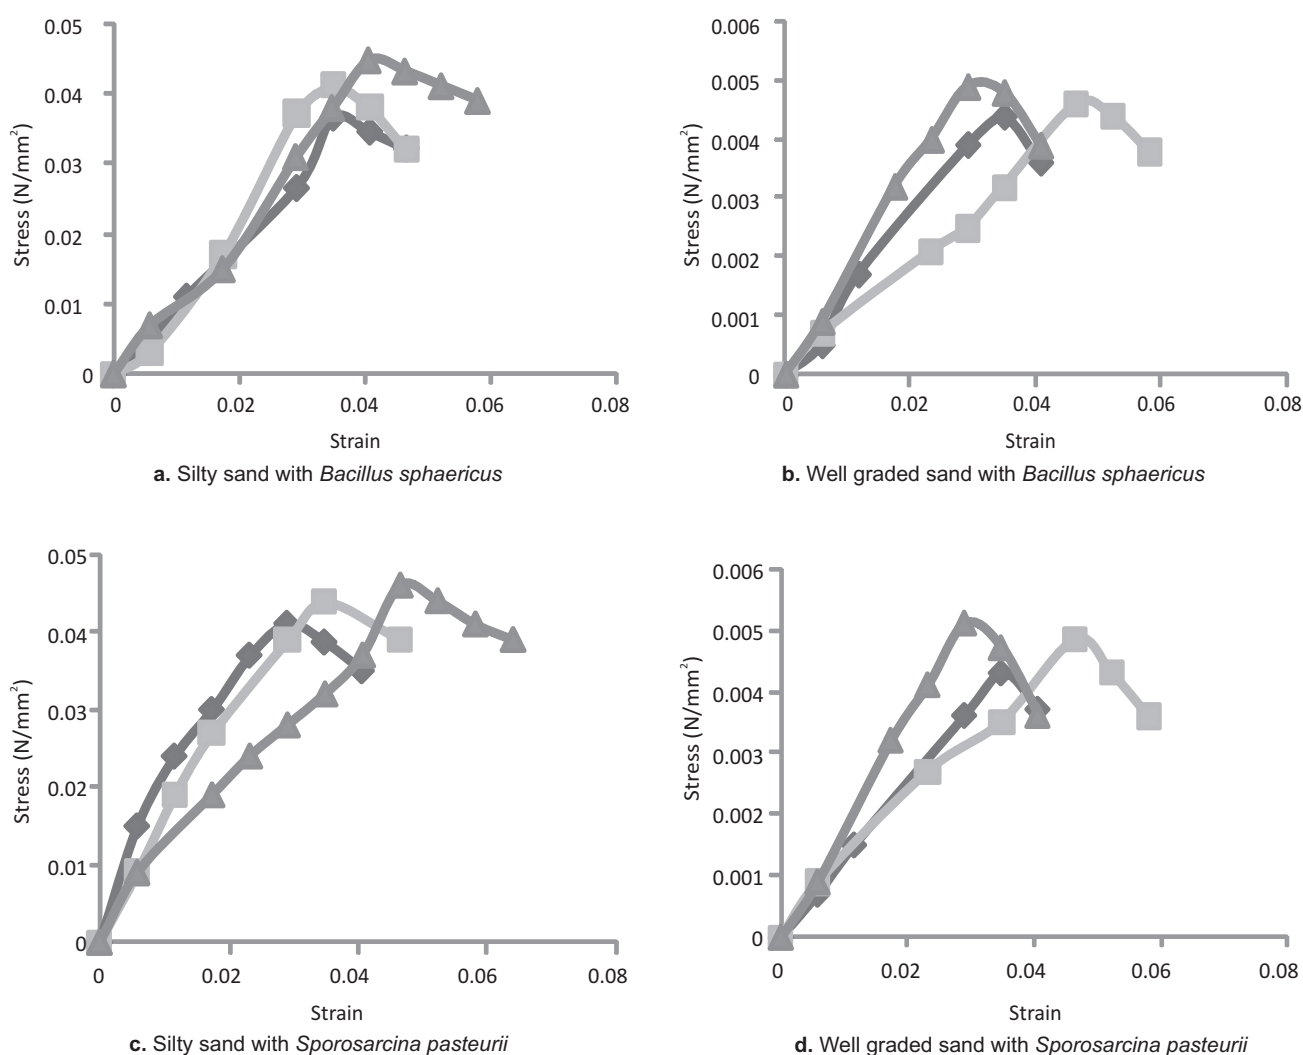 0.05
0.04
0.03
0.02
0.01
0
Stress (N/mm²)
0 0.02 0.04 0.06 0.08
Strain
a. Silty sand with Bacillus sphaericus
0.006
0.005
0.004
0.003
0.002
0.001
0
Stress (N/mm²)
0 0.02 0.04 0.06 0.08
Strain
b. Well graded sand with Bacillus sphaericus
0.05
0.04
0.03
0.02
0.01
0
Stress (N/mm²)
0 0.02 0.04 0.06 0.08
Strain
c. Silty sand with Sporosarcina pasteurii
0.006
0.005
0.004
0.003
0.002
0.001
0
Stress (N/mm²)
0 0.02 0.04 0.06 0.08
Strain
d. Well graded sand with Sporosarcina pasteurii